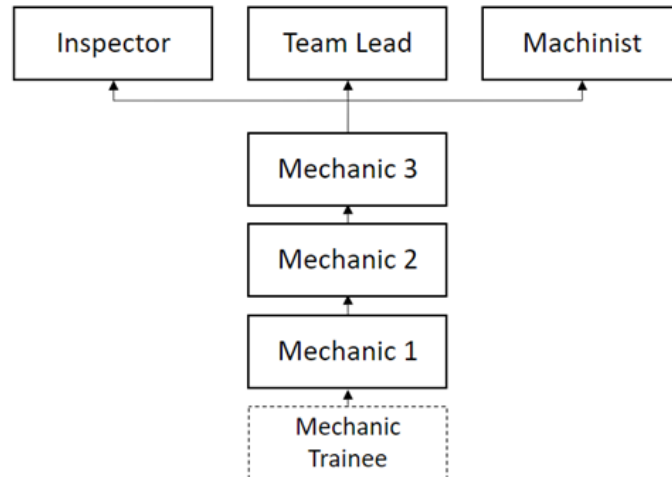 Inspector
Team Lead
Machinist
Mechanic 3
Mechanic 2
Mechanic 1
Mechanic
Trainee